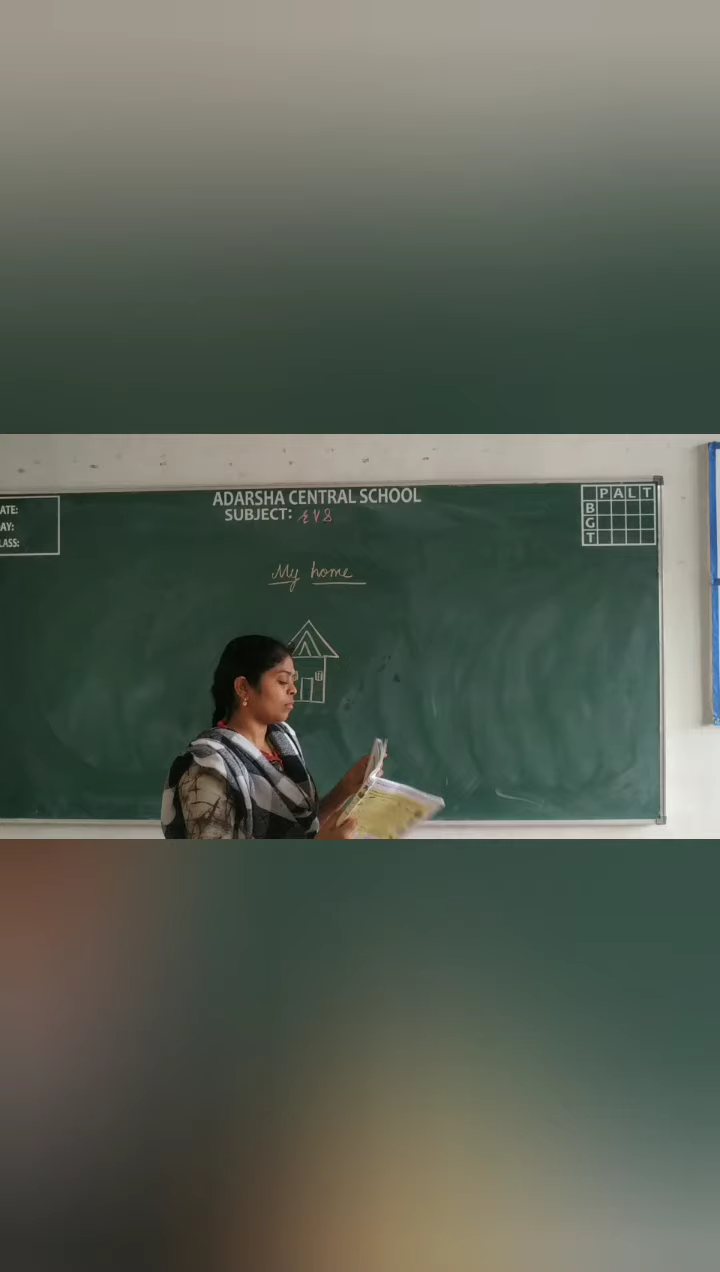 ADARSHA CENTRAL SCHOOL
SUBJECT: EVS
ATE:
AY:
LASS:
P A L T
B
G
T
My home